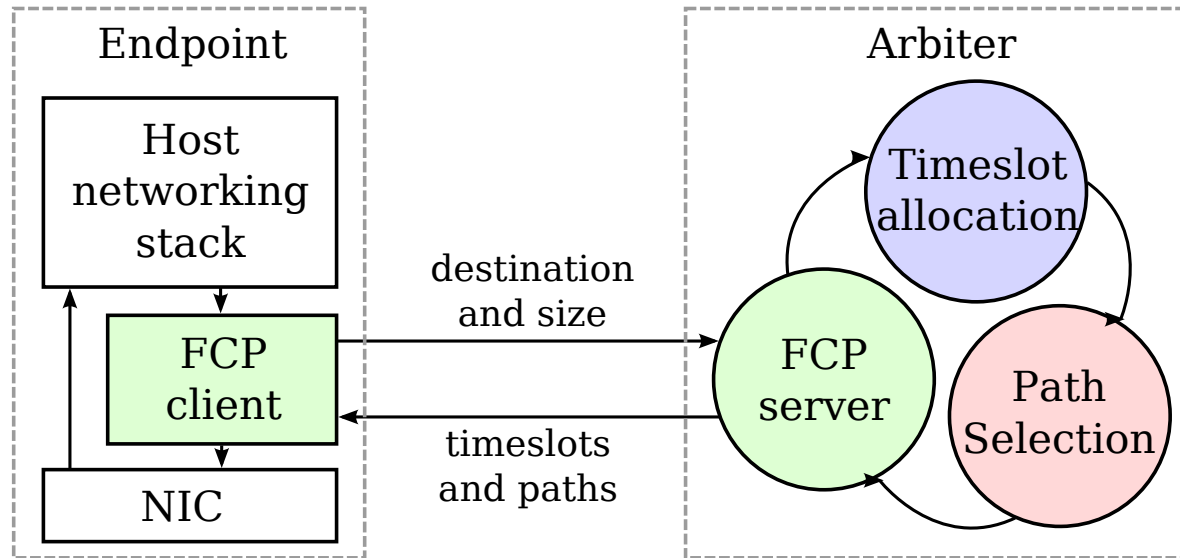 Endpoint
Host
networking
stack
FCP
client
NIC
destination
and size
timeslots
and paths
Arbiter
Timeslot
allocation
FCP
server
Path
Selection